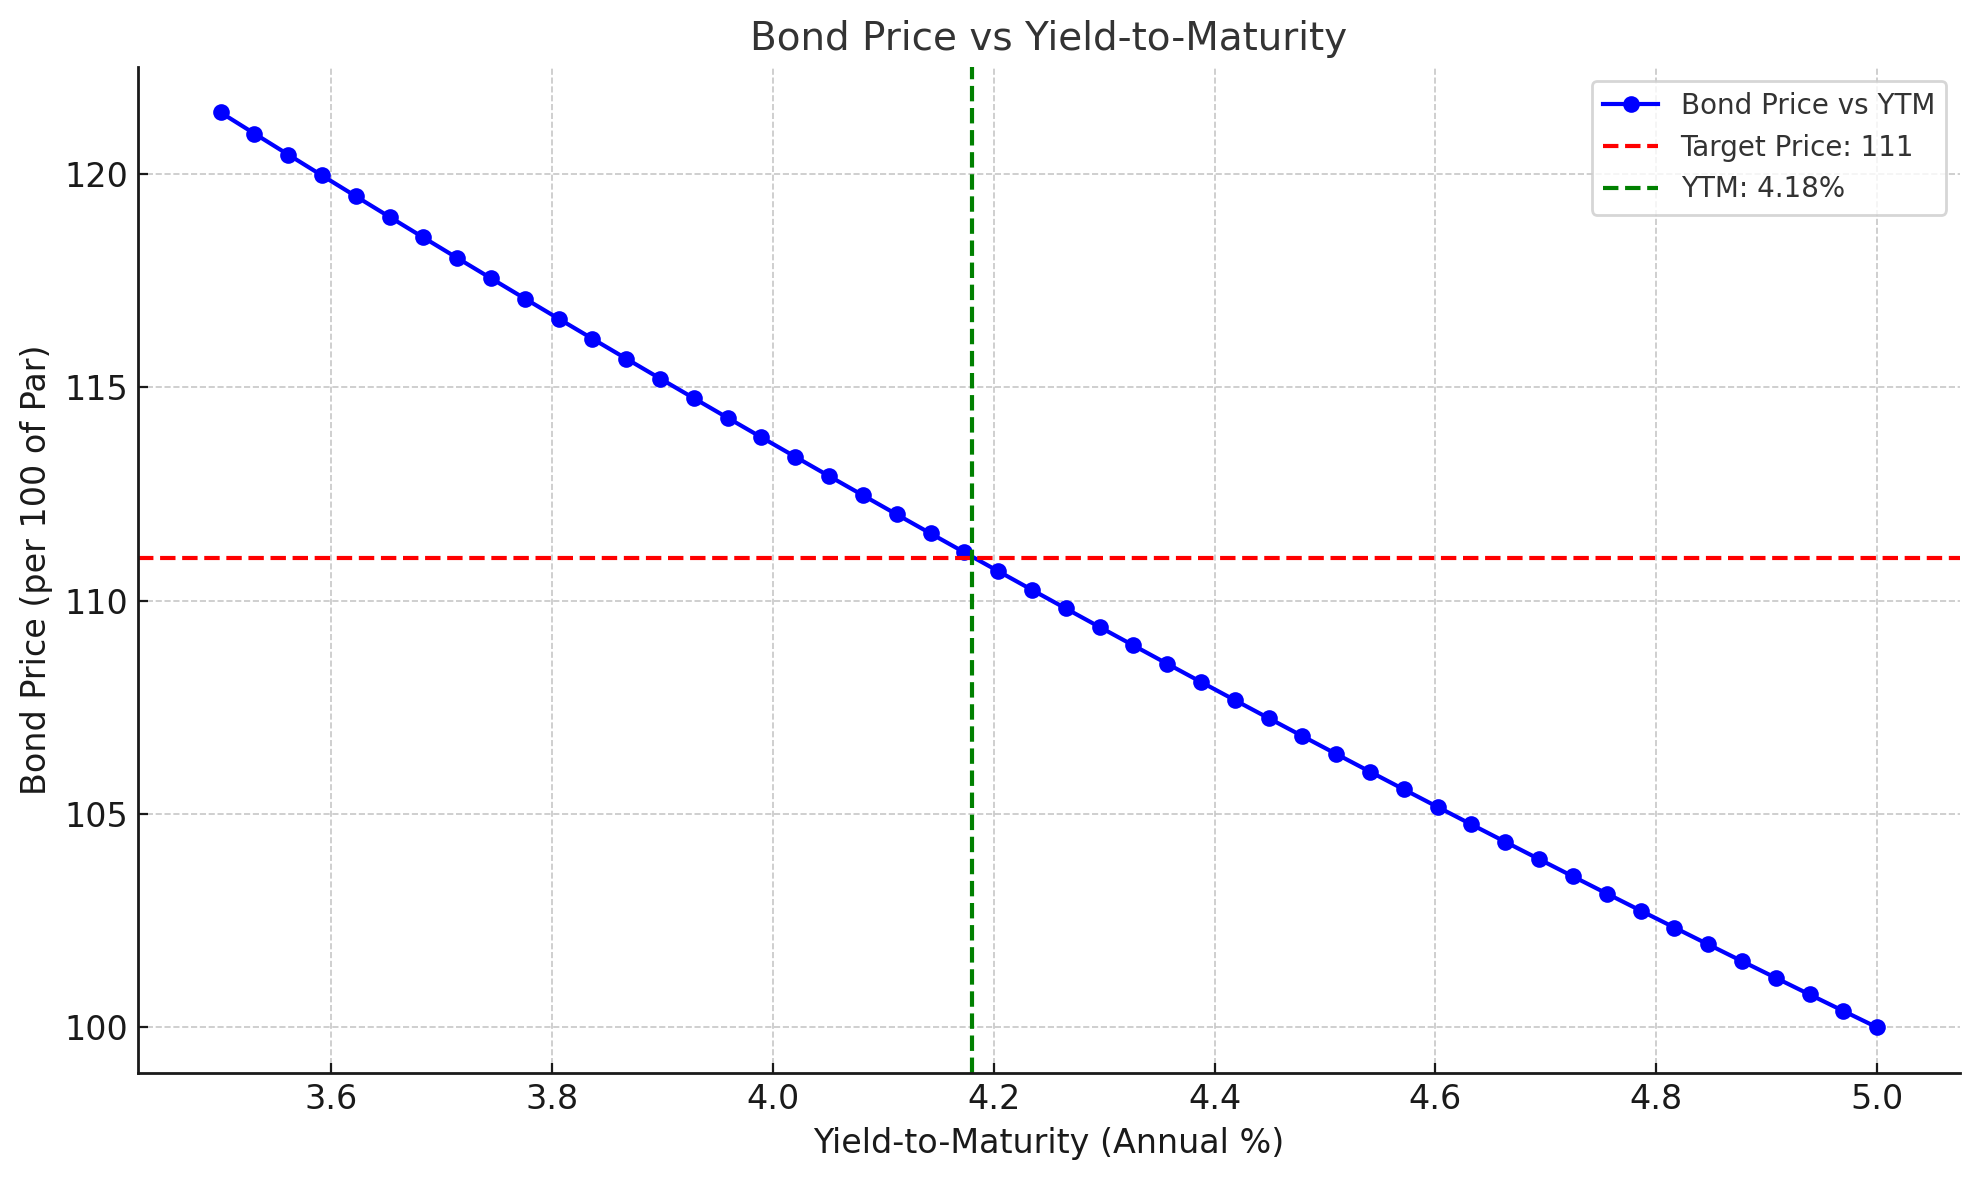 Bond Price vs Yield-to-Maturity
Bond Price vs YTM
Target Price: 111
YTM: 4.18%
Bond Price (per 100 of Par)
120
115
110
105
100
3.6 3.8 4.0 4.2 4.4 4.6 4.8 5.0
Yield-to-Maturity (Annual %)